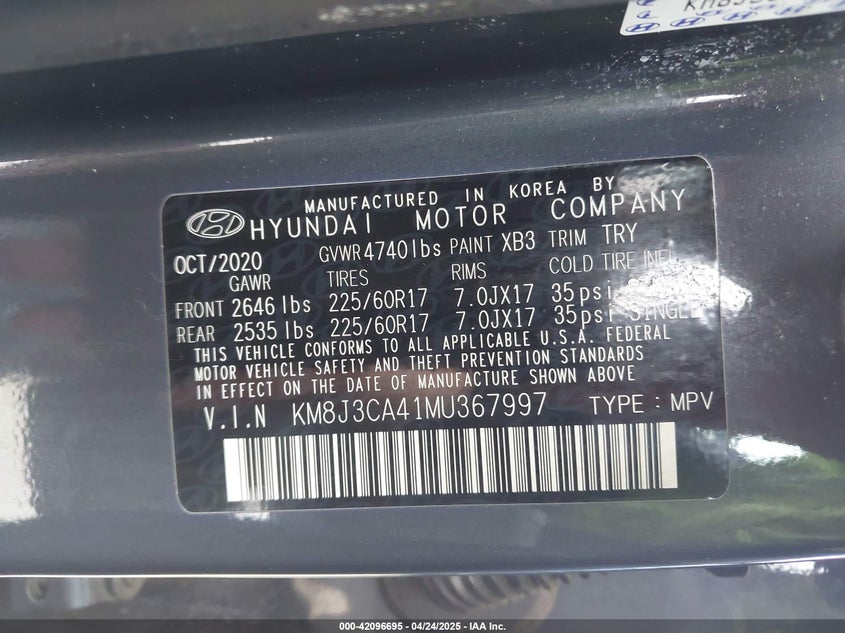 MANUFACTURED IN KOREA BY
HYUNDAI MOTOR COMPANY
OCT/2020 GVWR 4740lbs PAINT XB3 TRIM TRY
GAWR TIRES RIMS COLD TIRE INFL
FRONT 2646 lbs 225/60R17 7.0JX17 35psi
REAR 2535 lbs 225/60R17 7.0JX17 35psi SINGLE
THIS VEHICLE CONFORMS TO ALL APPLICABLE U.S.A. FEDERAL
MOTOR VEHICLE SAFETY AND THEFT PREVENTION STANDARDS
IN EFFECT ON THE DATE OF MANUFACTURE SHOWN ABOVE
V.I.N KM8J3CA41MU367997 TYPE : MPV
000-42096695 - 04/24/2025 - IAA Inc.